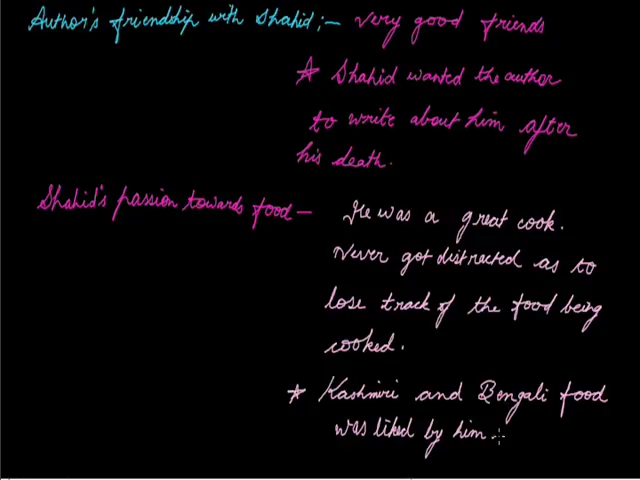 Author's friendship with Shahid :- Very good friends
☆ Shahid wanted the author
to write about him after
his death.
Shahid's passion towards food - He was a great cook.
Never got distracted as to
lose track of the food being
cooked.
☆ Kashmiri and Bengali food
was liked by him.